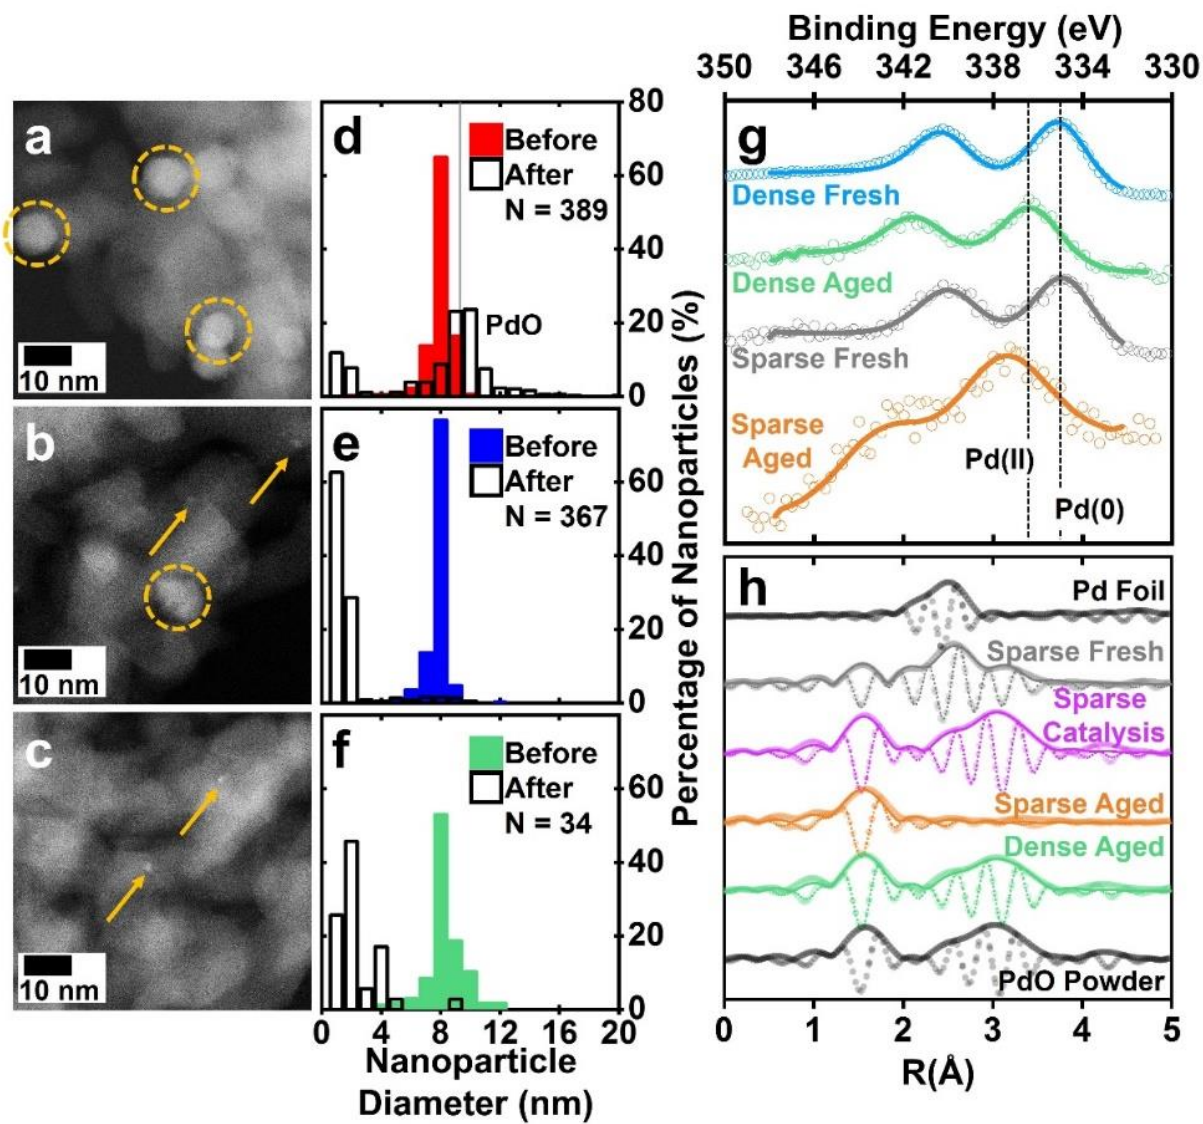 a
10 nm
b
10 nm
c
10 nm
d
Before
After
N = 389
PdO
80
60
40
20
0
e
Before
After
N = 367
60
40
20
0
f
Before
After
N = 34
60
40
20
0
0 4 8 12 16 20
Nanoparticle
Diameter (nm)
Percentage of Nanoparticles (%)
Binding Energy (eV)
350 346 342 338 334 330
g
Dense Fresh
Dense Aged
Sparse Fresh
Sparse
Aged
Pd(II)
Pd(0)
h
Pd Foil
Sparse Fresh
Sparse
Catalysis
Sparse Aged
Dense Aged
PdO Powder
0 1 2 3 4 5
R(Å)